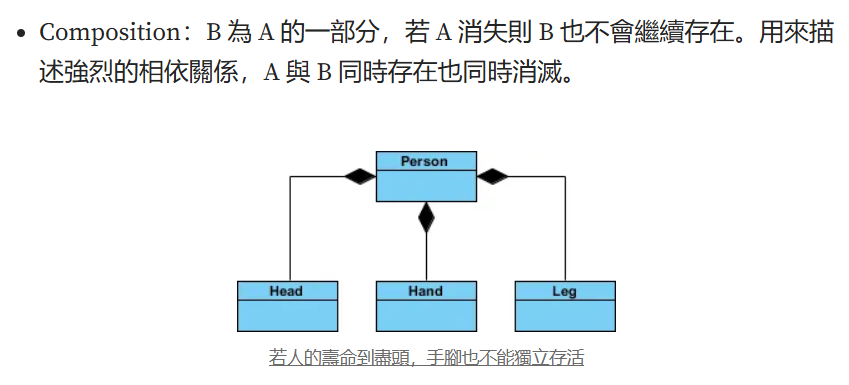 • Composition：B 為 A 的一部分，若 A 消失則 B 也不會繼續存在。用來描
述強烈的相依關係，A 與 B 同時存在也同時消滅。
Person
Head
Hand
Leg
若人的壽命到盡頭，手腳也不能獨立存活